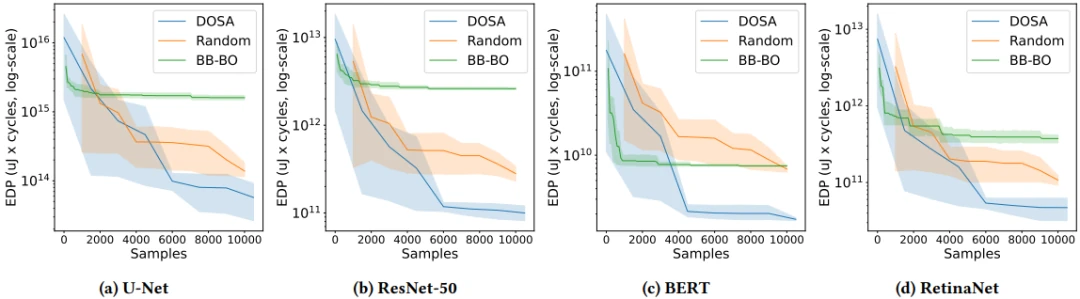 EDP (uJ x cycles, log-scale)
10^16
10^15
10^14
DOSA
Random
BB-BO
0 2000 4000 6000 8000 10000
Samples
(a) U-Net
EDP (uJ x cycles, log-scale)
10^13
10^12
10^11
DOSA
Random
BB-BO
0 2000 4000 6000 8000 10000
Samples
(b) ResNet-50
EDP (uJ x cycles, log-scale)
10^11
10^10
DOSA
Random
BB-BO
0 2000 4000 6000 8000 10000
Samples
(c) BERT
EDP (uJ x cycles, log-scale)
10^13
10^12
10^11
DOSA
Random
BB-BO
0 2000 4000 6000 8000 10000
Samples
(d) RetinaNet